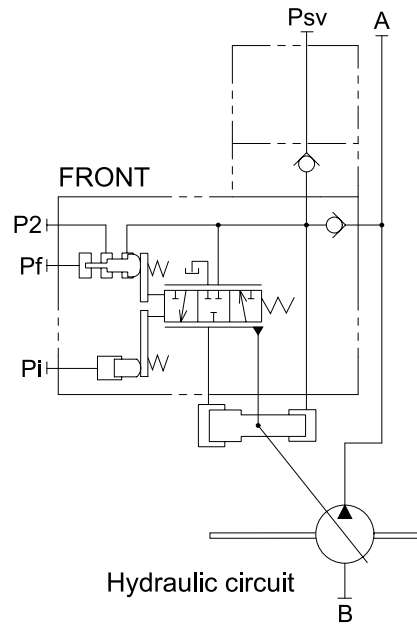 Psv
A
FRONT
P2
Pf
Pi
Hydraulic circuit
B